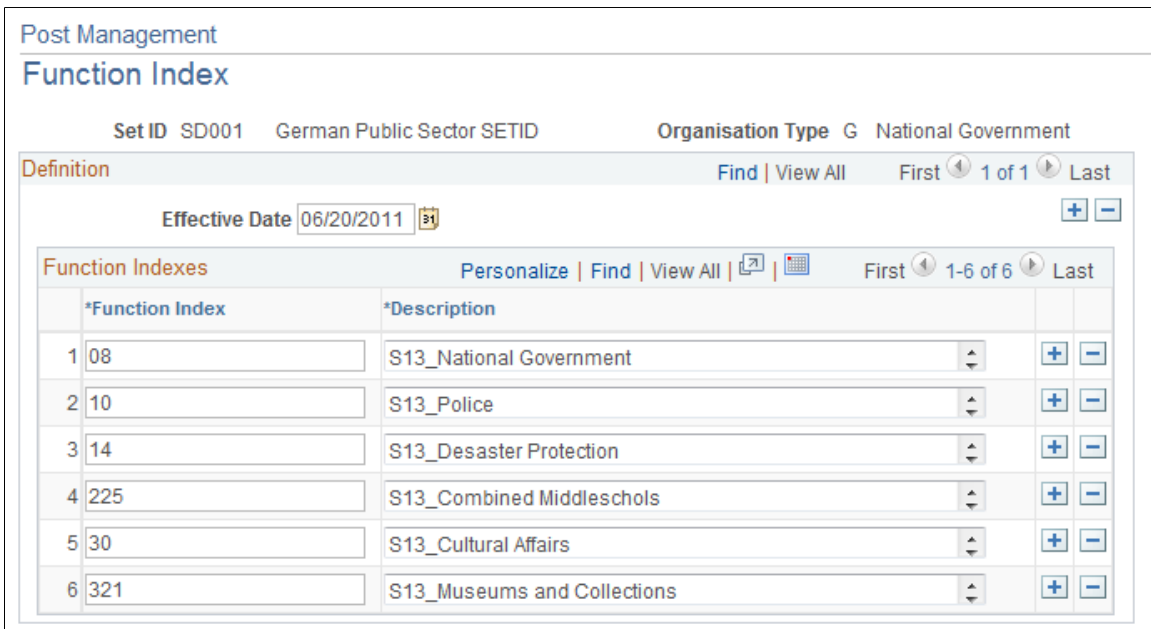 Post Management
Function Index
Set ID SD001 German Public Sector SETID Organisation Type G National Government
Definition Find | View All First 1 of 1 Last
Effective Date 06/20/2011 31
Function Indexes Personalize | Find | View All | | First 1-6 of 6 Last
*Function Index *Description
1 08 S13_National Government
2 10 S13_Police
3 14 S13_Desaster Protection
4 225 S13_Combined Middleschols
5 30 S13_Cultural Affairs
6 321 S13_Museums and Collections